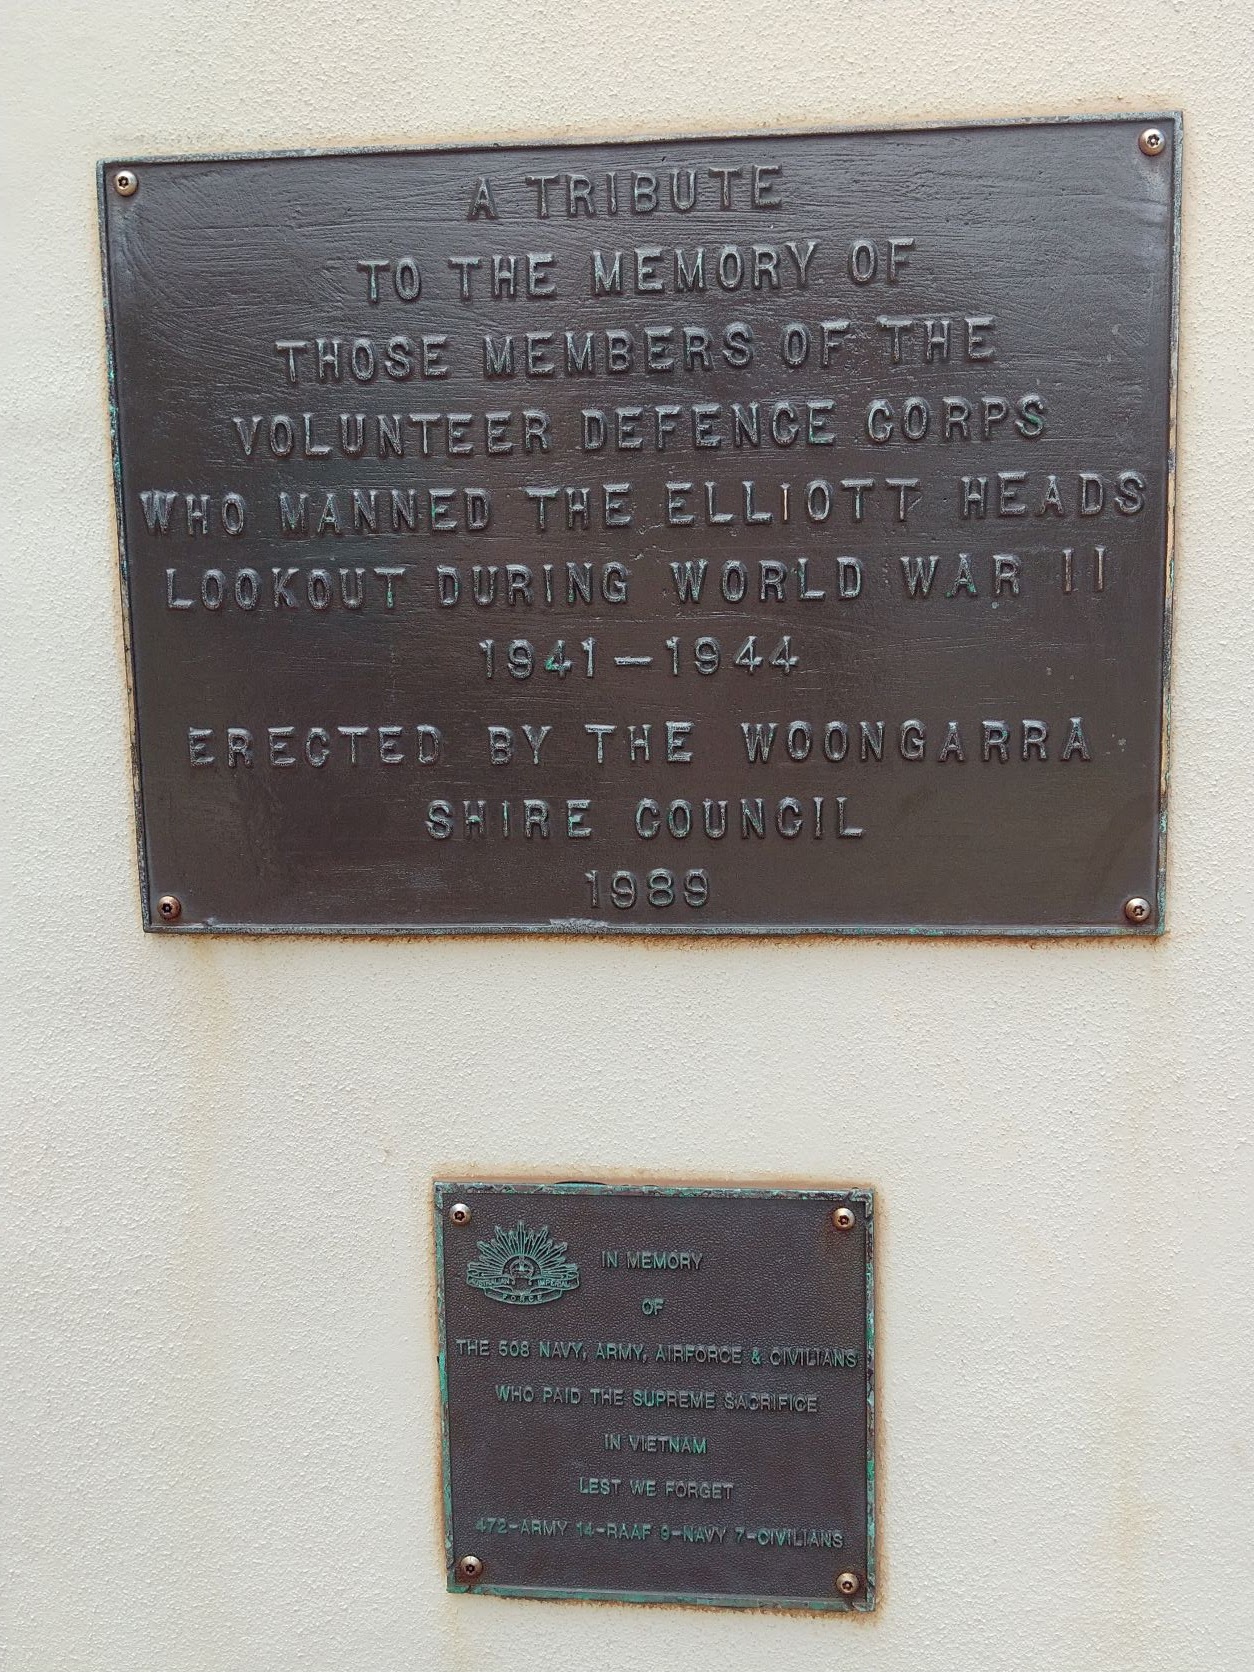 A TRIBUTE
TO THE MEMORY OF
THOSE MEMBERS OF THE
VOLUNTEER DEFENCE CORPS
WHO MANNED THE ELLIOTT HEADS
LOOKOUT DURING WORLD WAR II
1941—1944
ERECTED BY THE WOONGARRA
SHIRE COUNCIL
1989
AUSTRALIAN IMPERIAL
FORCE
IN MEMORY
OF
THE 508 NAVY, ARMY, AIRFORCE & CIVILIANS
WHO PAID THE SUPREME SACRIFICE
IN VIETNAM
LEST WE FORGET
472-ARMY 14-RAAF 9-NAVY 7-CIVILIANS